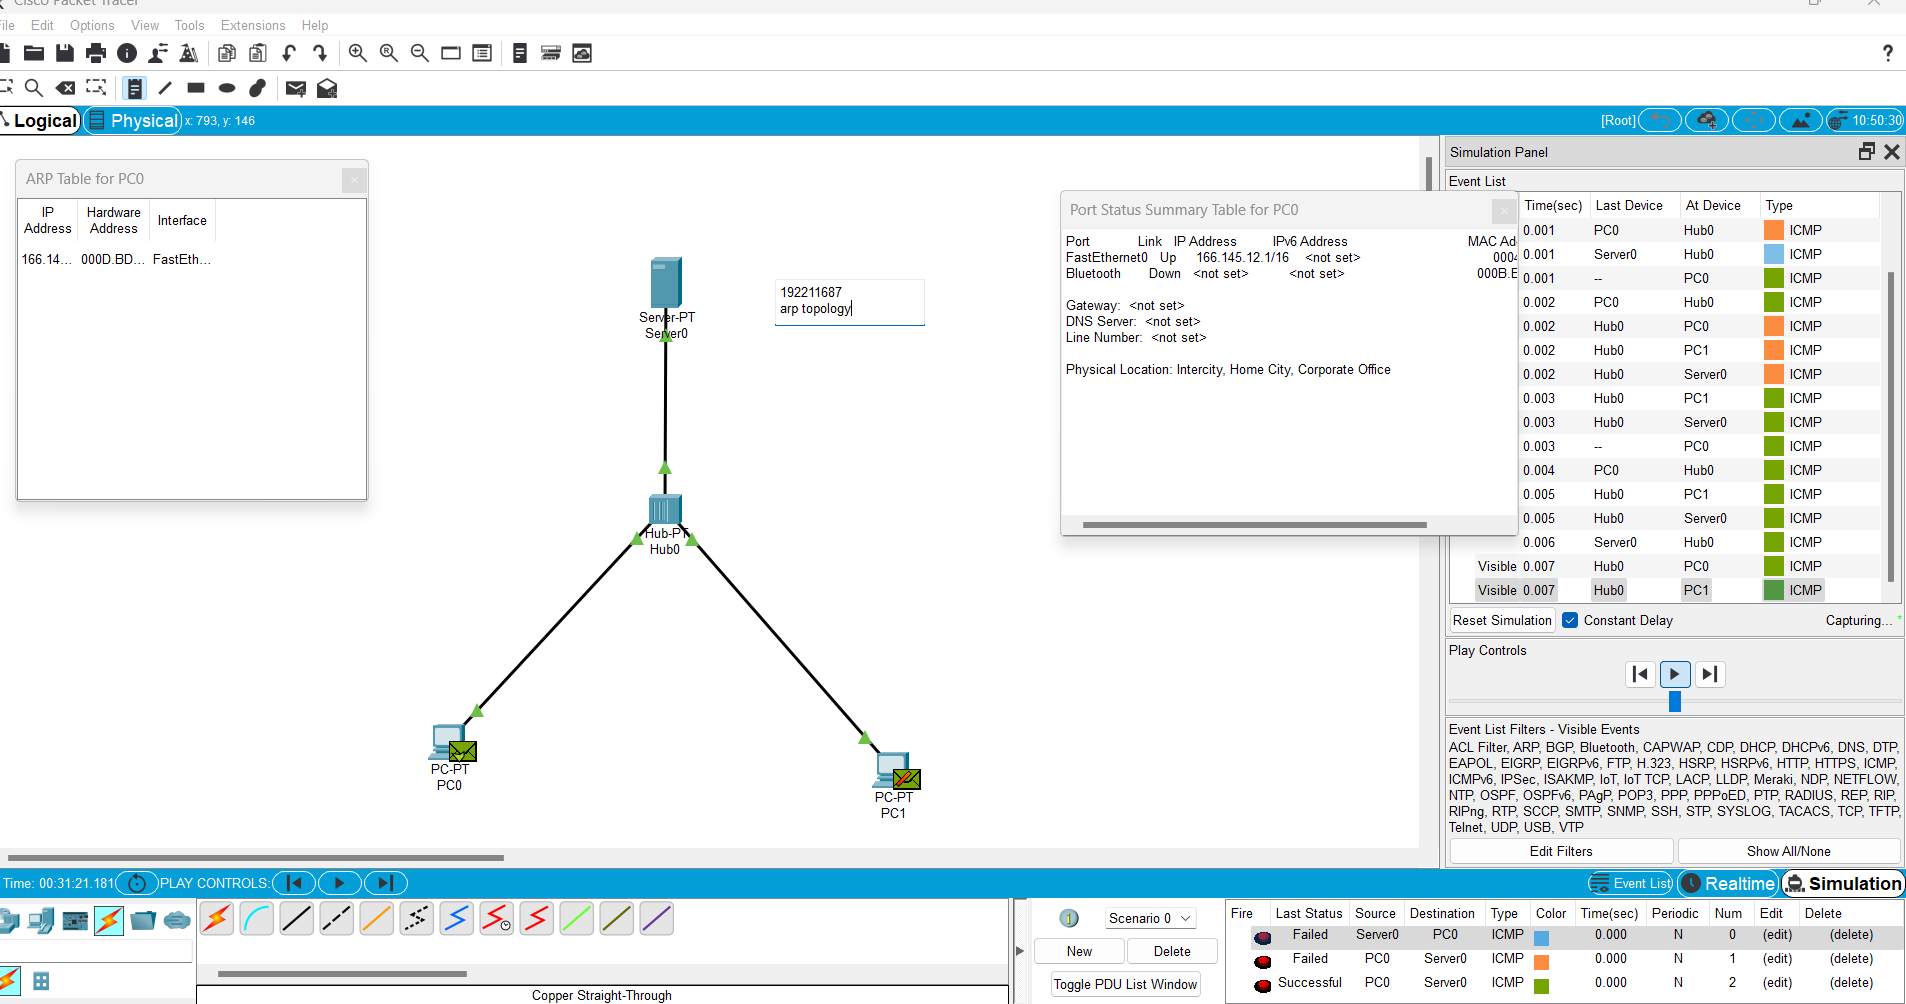 Cisco Packet Tracer
File Edit Options View Tools Extensions Help
Logical Physical x: 793, y: 146 [Root] 10:50:30
ARP Table for PC0
IP Address Hardware Address Interface
166.14... 000D.BD... FastEth...
Server-PT
Server0
192211687
arp topology
Hub-PT
Hub0
PC-PT
PC0
PC-PT
PC1
Port Status Summary Table for PC0
Port Link IP Address IPv6 Address MAC Ad
FastEthernet0 Up 166.145.12.1/16 <not set> 000
Bluetooth Down <not set> <not set> 000B.E
Gateway: <not set>
DNS Server: <not set>
Line Number: <not set>
Physical Location: Intercity, Home City, Corporate Office
Simulation Panel
Event List
Time(sec) Last Device At Device Type
0.001 PC0 Hub0 ICMP
0.001 Server0 Hub0 ICMP
0.001 -- PC0 ICMP
0.002 PC0 Hub0 ICMP
0.002 Hub0 PC0 ICMP
0.002 Hub0 PC1 ICMP
0.002 Hub0 Server0 ICMP
0.003 Hub0 PC1 ICMP
0.003 Hub0 Server0 ICMP
0.003 -- PC0 ICMP
0.004 PC0 Hub0 ICMP
0.005 Hub0 PC1 ICMP
0.005 Hub0 Server0 ICMP
0.006 Server0 Hub0 ICMP
Visible 0.007 Hub0 PC0 ICMP
Visible 0.007 Hub0 PC1 ICMP
Reset Simulation Constant Delay Capturing... *
Play Controls
Event List Filters - Visible Events
ACL Filter, ARP, BGP, Bluetooth, CAPWAP, CDP, DHCP, DHCPv6, DNS, DTP,
EAPOL, EIGRP, EIGRPv6, FTP, H.323, HSRP, HSRPv6, HTTP, HTTPS, ICMP,
ICMPv6, IPSec, ISAKMP, IoT, IoT TCP, LACP, LLDP, Meraki, NDP, NETFLOW,
NTP, OSPF, OSPFv6, PAgP, POP3, PPP, PPPoED, PTP, RADIUS, REP, RIP,
RIPng, RTP, SCCP, SMTP, SNMP, SSH, STP, SYSLOG, TACACS, TCP, TFTP,
Telnet, UDP, USB, VTP
Edit Filters Show All/None
Time: 00:31:21.181 PLAY CONTROLS: Event List Realtime Simulation
Copper Straight-Through
Scenario 0
New Delete
Toggle PDU List Window
Fire Last Status Source Destination Type Color Time(sec) Periodic Num Edit Delete
Failed Server0 PC0 ICMP 0.000 N 0 (edit) (delete)
Failed PC0 Server0 ICMP 0.000 N 1 (edit) (delete)
Successful PC0 Server0 ICMP 0.000 N 2 (edit) (delete)